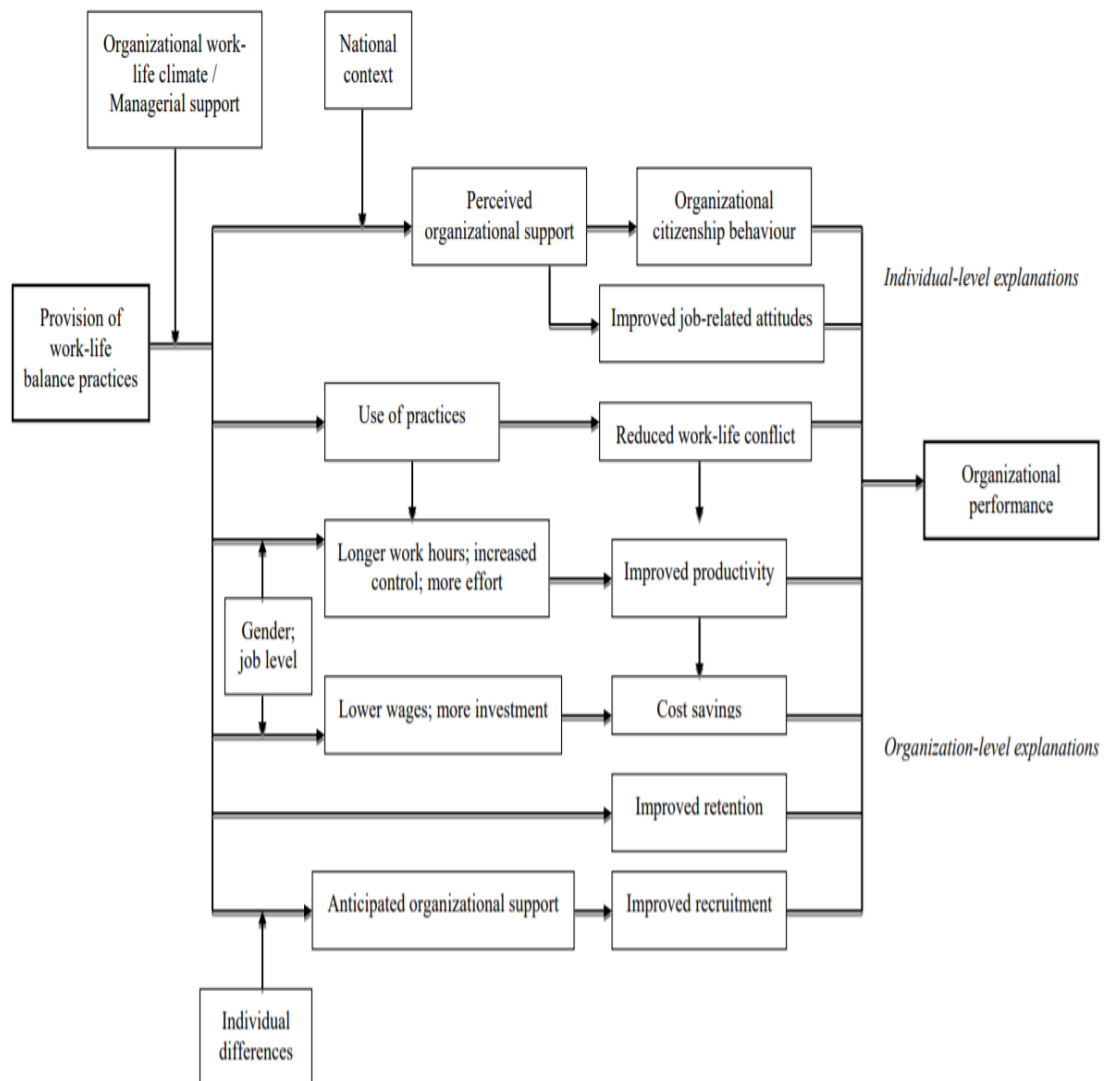 Organizational work-
life climate /
Managerial support
National
context
Perceived
organizational support
Organizational
citizenship behaviour
Individual-level explanations
Provision of
work-life
balance practices
Improved job-related attitudes
Use of practices
Reduced work-life conflict
Organizational
performance
Longer work hours; increased
control; more effort
Improved productivity
Gender;
job level
Lower wages; more investment
Cost savings
Organization-level explanations
Improved retention
Anticipated organizational support
Improved recruitment
Individual
differences